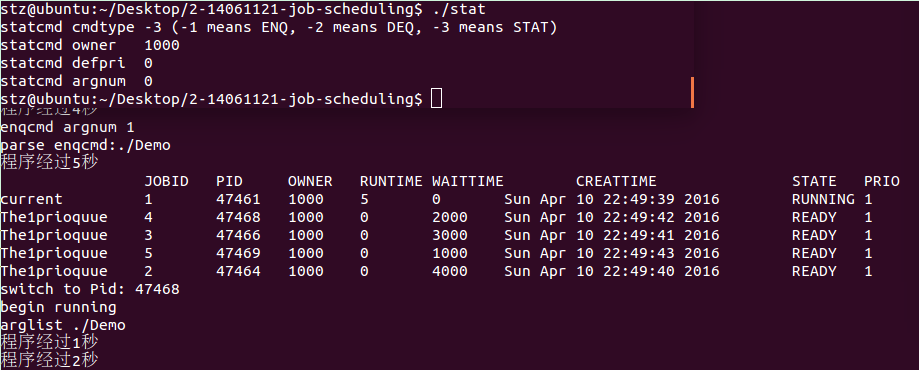 stz@ubuntu:~/Desktop/2-14061121-job-scheduling$ ./stat
statcmd cmdtype -3 (-1 means ENQ, -2 means DEQ, -3 means STAT)
statcmd owner   1000
statcmd defpri  0
statcmd argnum  0
stz@ubuntu:~/Desktop/2-14061121-job-scheduling$
程序经过4秒
enqcmd argnum 1
parse enqcmd:./Demo
程序经过5秒
JOBID   PID     OWNER   RUNTIME WAITTIME        CREATTIME               STATE   PRIO
current         1       47461   1000    5       0       Sun Apr 10 22:49:39 2016        RUNNING 1
The1prioquue    4       47468   1000    0       2000    Sun Apr 10 22:49:42 2016        READY   1
The1prioquue    3       47466   1000    0       3000    Sun Apr 10 22:49:41 2016        READY   1
The1prioquue    5       47469   1000    0       1000    Sun Apr 10 22:49:43 2016        READY   1
The1prioquue    2       47464   1000    0       4000    Sun Apr 10 22:49:40 2016        READY   1
switch to Pid: 47468
begin running
arglist ./Demo
程序经过1秒
程序经过2秒